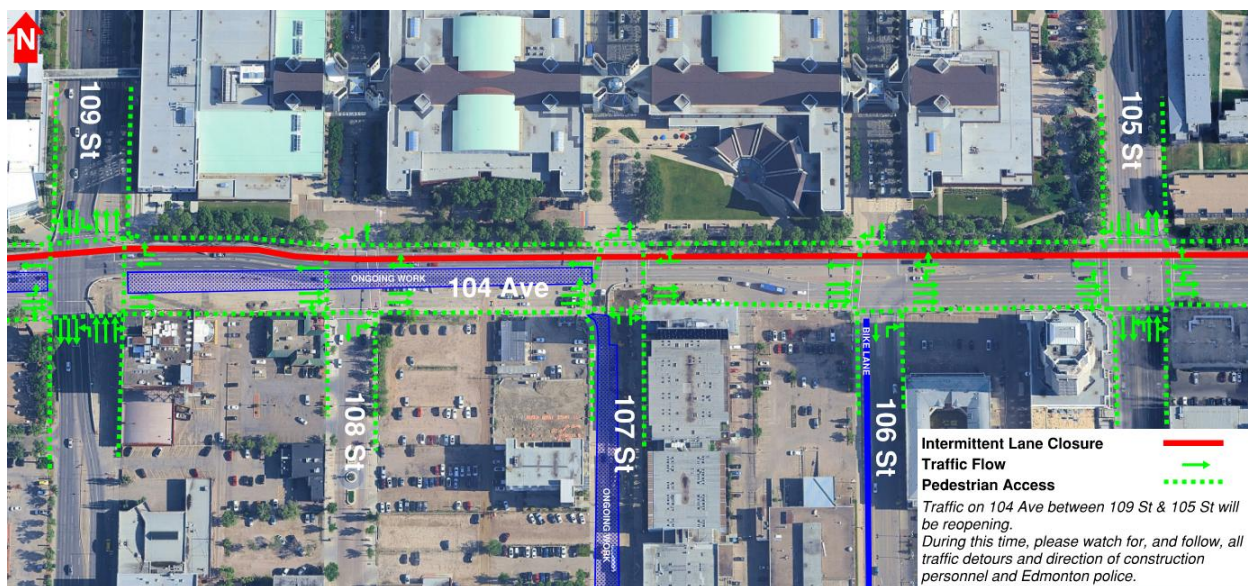 N
109 St
105 St
ONGOING WORK
104 Ave
108 St
107 St
ONGOING WORK
BIKE LANE
106 St
Intermittent Lane Closure
Traffic Flow
Pedestrian Access
Traffic on 104 Ave between 109 St & 105 St will
be reopening.
During this time, please watch for, and follow, all
traffic detours and direction of construction
personnel and Edmonton police.